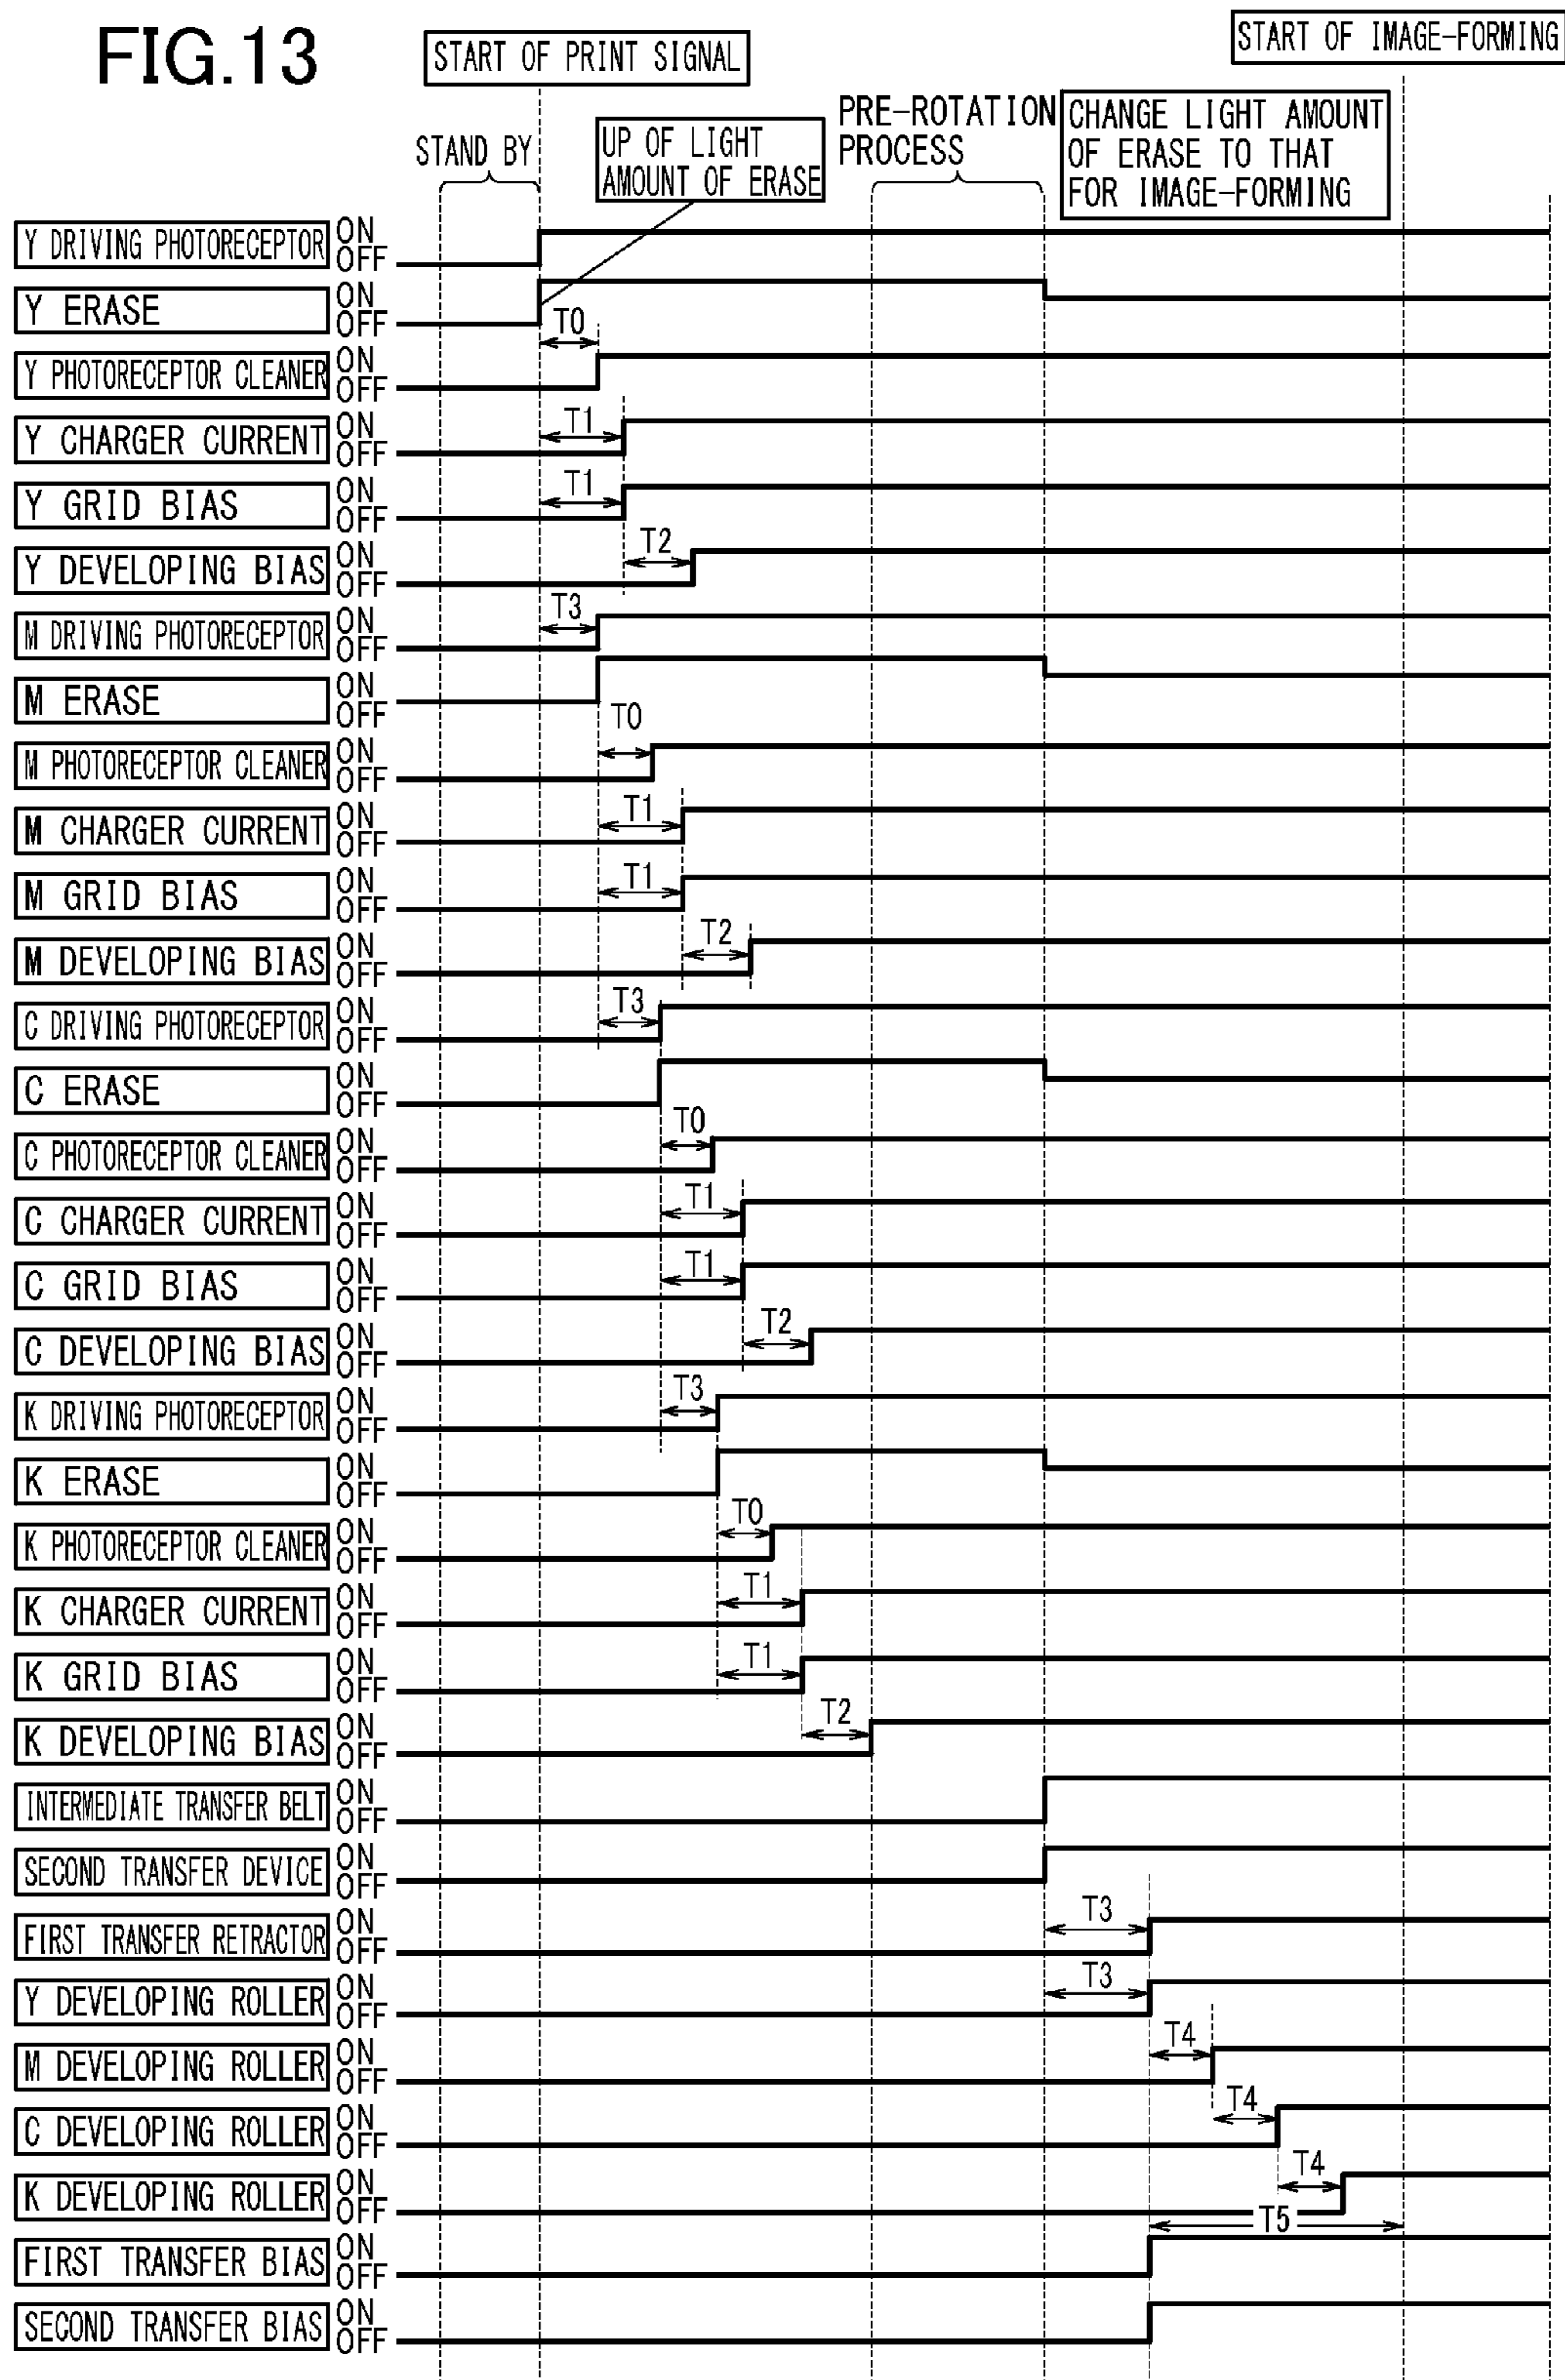 FIG.13
START OF PRINT SIGNAL
START OF IMAGE-FORMING
STAND BY
UP OF LIGHT
AMOUNT OF ERASE
PRE-ROTATION
PROCESS
CHANGE LIGHT AMOUNT
OF ERASE TO THAT
FOR IMAGE-FORMING
Y DRIVING PHOTORECEPTOR ON
OFF
Y ERASE ON
OFF
T0
Y PHOTORECEPTOR CLEANER ON
OFF
Y CHARGER CURRENT ON
OFF
T1
Y GRID BIAS ON
OFF
T1
Y DEVELOPING BIAS ON
OFF
T2
M DRIVING PHOTORECEPTOR ON
OFF
T3
M ERASE ON
OFF
T0
M PHOTORECEPTOR CLEANER ON
OFF
M CHARGER CURRENT ON
OFF
T1
M GRID BIAS ON
OFF
T1
M DEVELOPING BIAS ON
OFF
T2
C DRIVING PHOTORECEPTOR ON
OFF
T3
C ERASE ON
OFF
T0
C PHOTORECEPTOR CLEANER ON
OFF
C CHARGER CURRENT ON
OFF
T1
C GRID BIAS ON
OFF
T1
C DEVELOPING BIAS ON
OFF
T2
K DRIVING PHOTORECEPTOR ON
OFF
T3
K ERASE ON
OFF
T0
K PHOTORECEPTOR CLEANER ON
OFF
K CHARGER CURRENT ON
OFF
T1
K GRID BIAS ON
OFF
T1
K DEVELOPING BIAS ON
OFF
T2
INTERMEDIATE TRANSFER BELT ON
OFF
SECOND TRANSFER DEVICE ON
OFF
FIRST TRANSFER RETRACTOR ON
OFF
T3
Y DEVELOPING ROLLER ON
OFF
T3
M DEVELOPING ROLLER ON
OFF
T4
C DEVELOPING ROLLER ON
OFF
T4
K DEVELOPING ROLLER ON
OFF
T4
T5
FIRST TRANSFER BIAS ON
OFF
SECOND TRANSFER BIAS ON
OFF